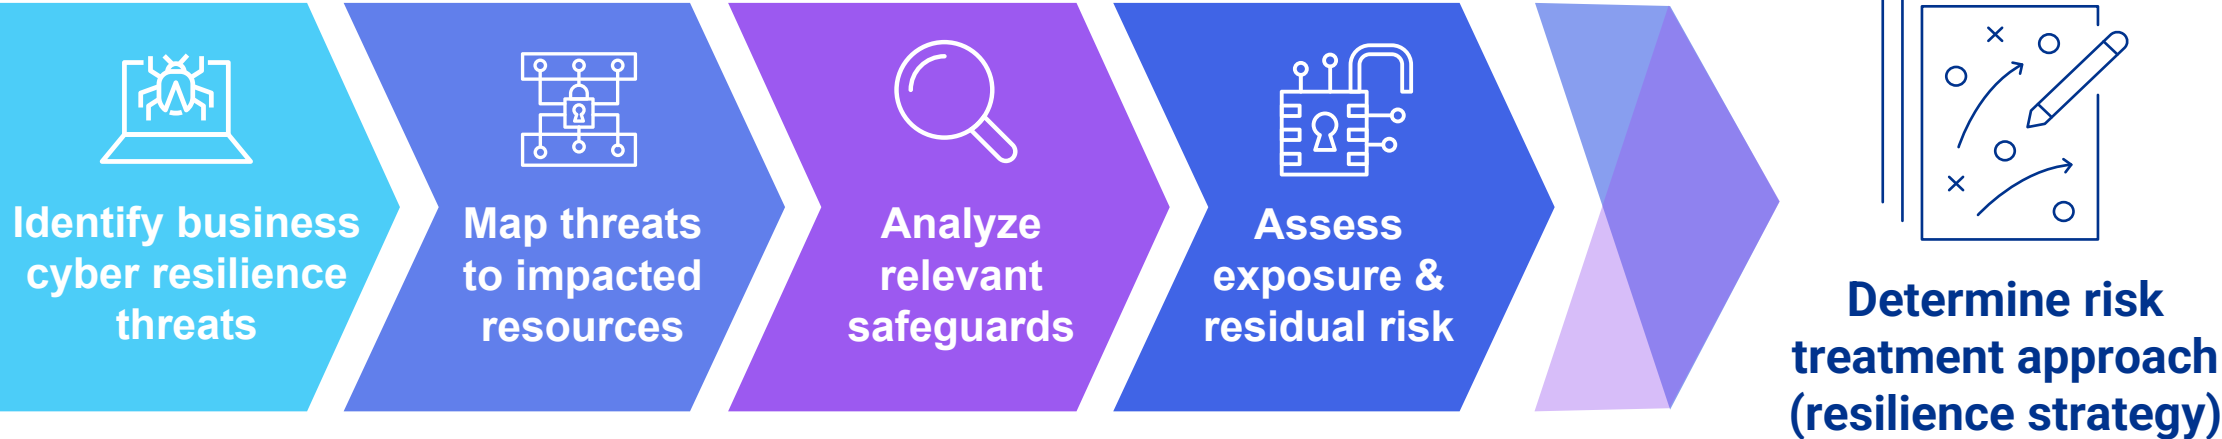 Identify business
cyber resilience
threats
Map threats
to impacted
resources
Analyze
relevant
safeguards
Assess
exposure &
residual risk
Determine risk
treatment approach
(resilience strategy)